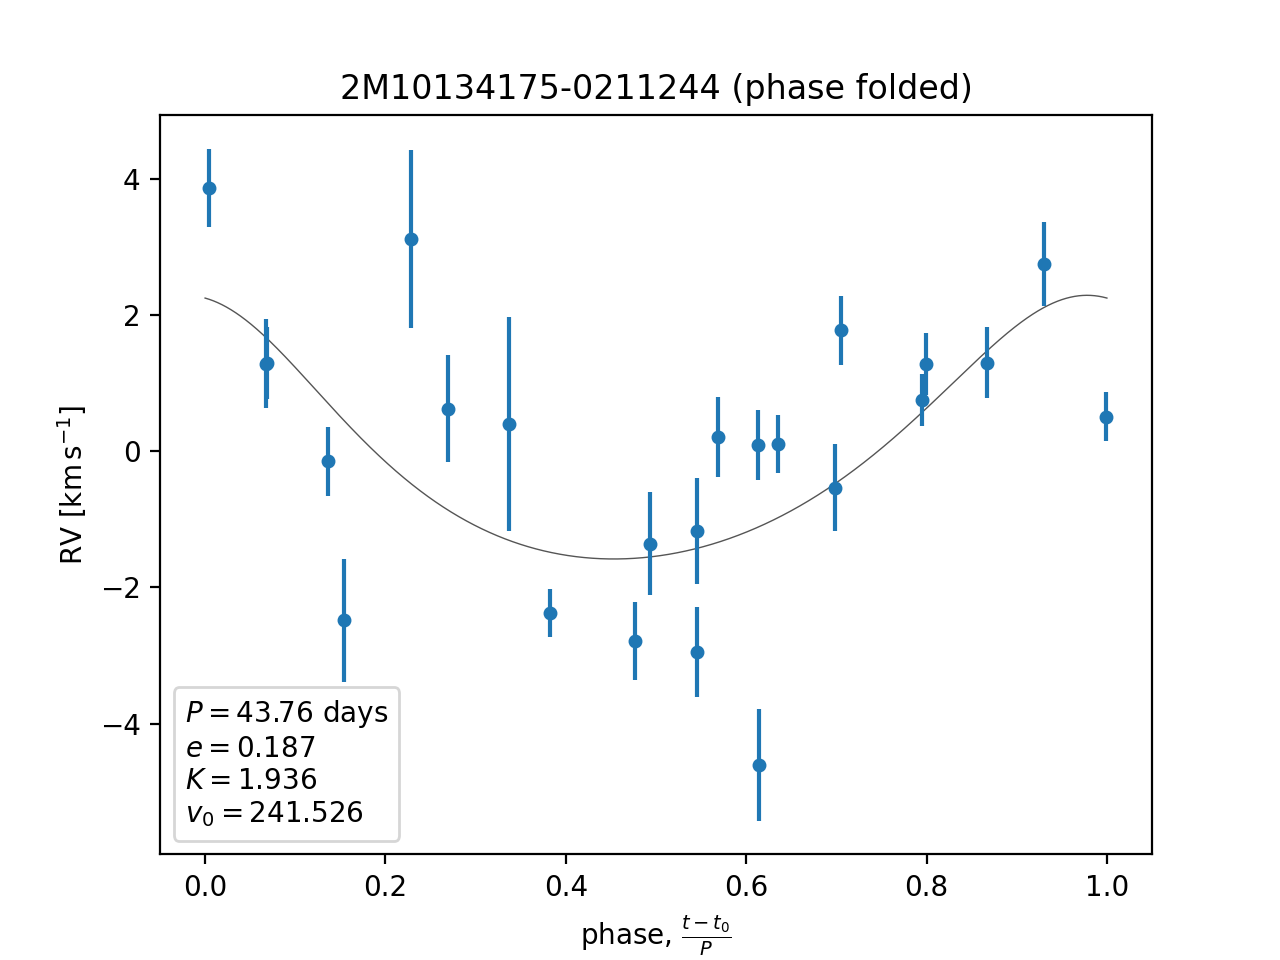 2M10134175-0211244 (phase folded)
RV [km s⁻¹]
4
2
0
−2
−4
P = 43.76 days
e = 0.187
K = 1.936
v₀ = 241.526
0.0 0.2 0.4 0.6 0.8 1.0
phase, (t − t₀)/P